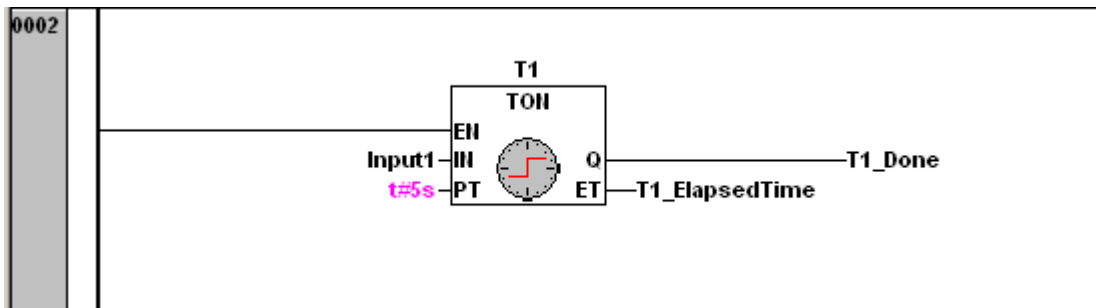 0002
T1
TON
EN
Input1 IN Q T1_Done
t#5s PT ET T1_ElapsedTime